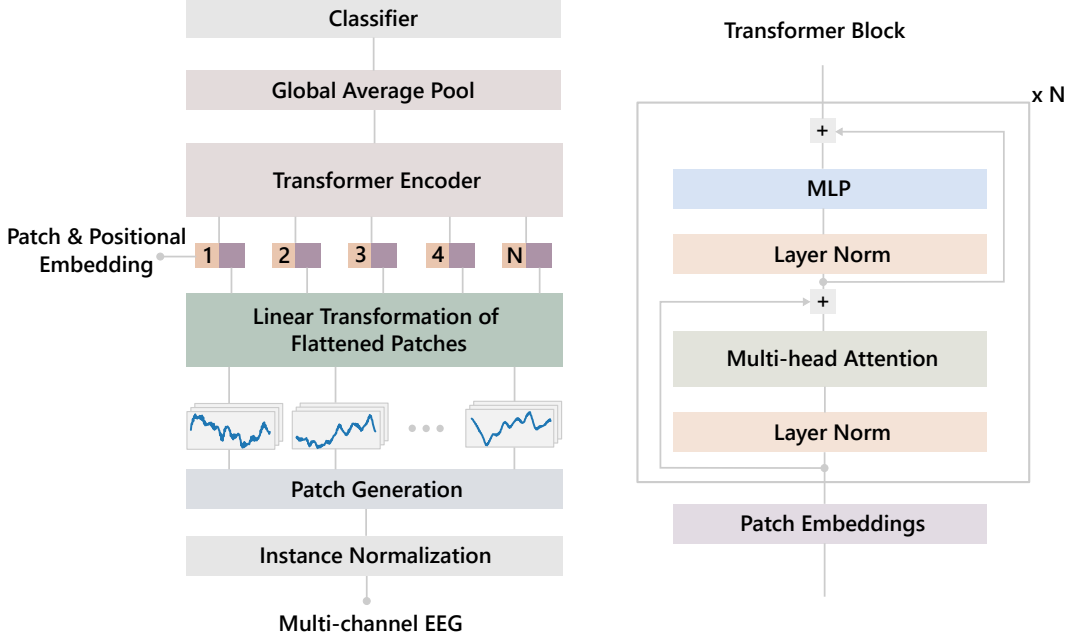 Classifier
Global Average Pool
Transformer Encoder
Patch & Positional
Embedding
1
2
3
4
N
Linear Transformation of
Flattened Patches
Patch Generation
Instance Normalization
Multi-channel EEG
Transformer Block
x N
+
MLP
Layer Norm
+
Multi-head Attention
Layer Norm
Patch Embeddings